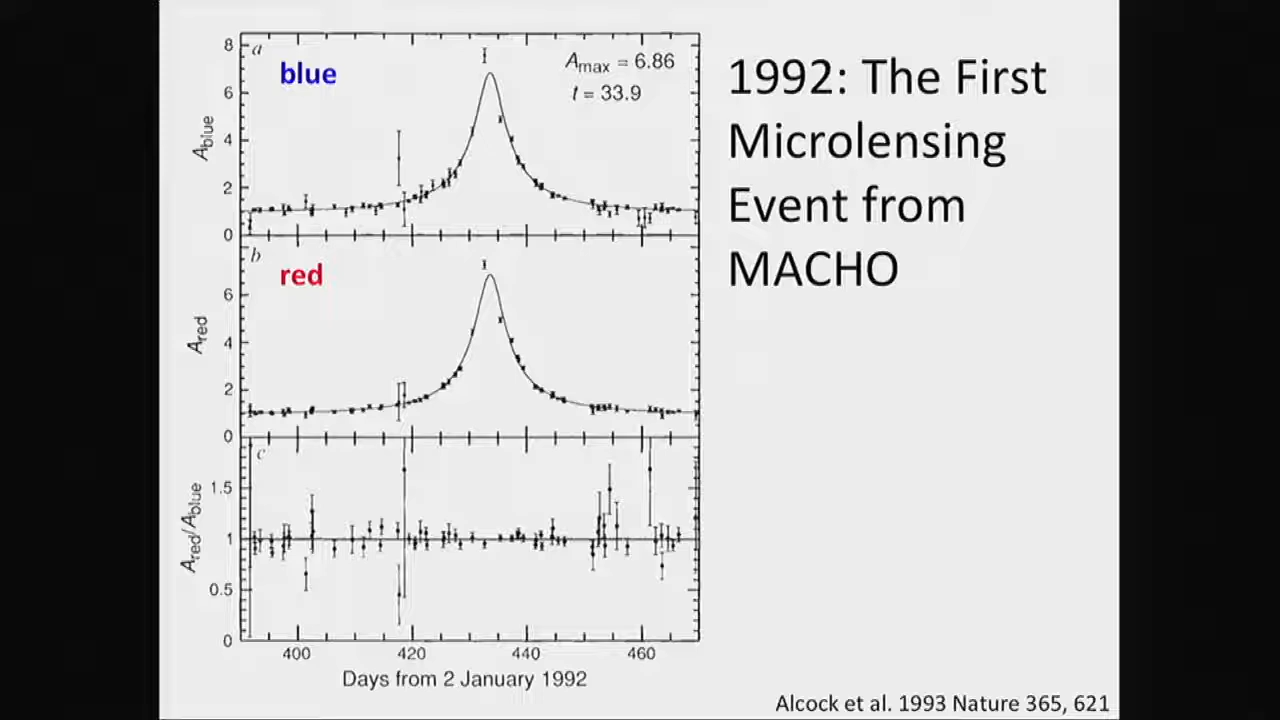 1992: The First
Microlensing
Event from
MACHO
a
blue
A_max = 6.86
t = 33.9
8
6
4
2
0
A_blue
b
red
6
4
2
0
A_red
c
1.5
1
0.5
0
A_red/A_blue
400 420 440 460
Days from 2 January 1992
Alcock et al. 1993 Nature 365, 621